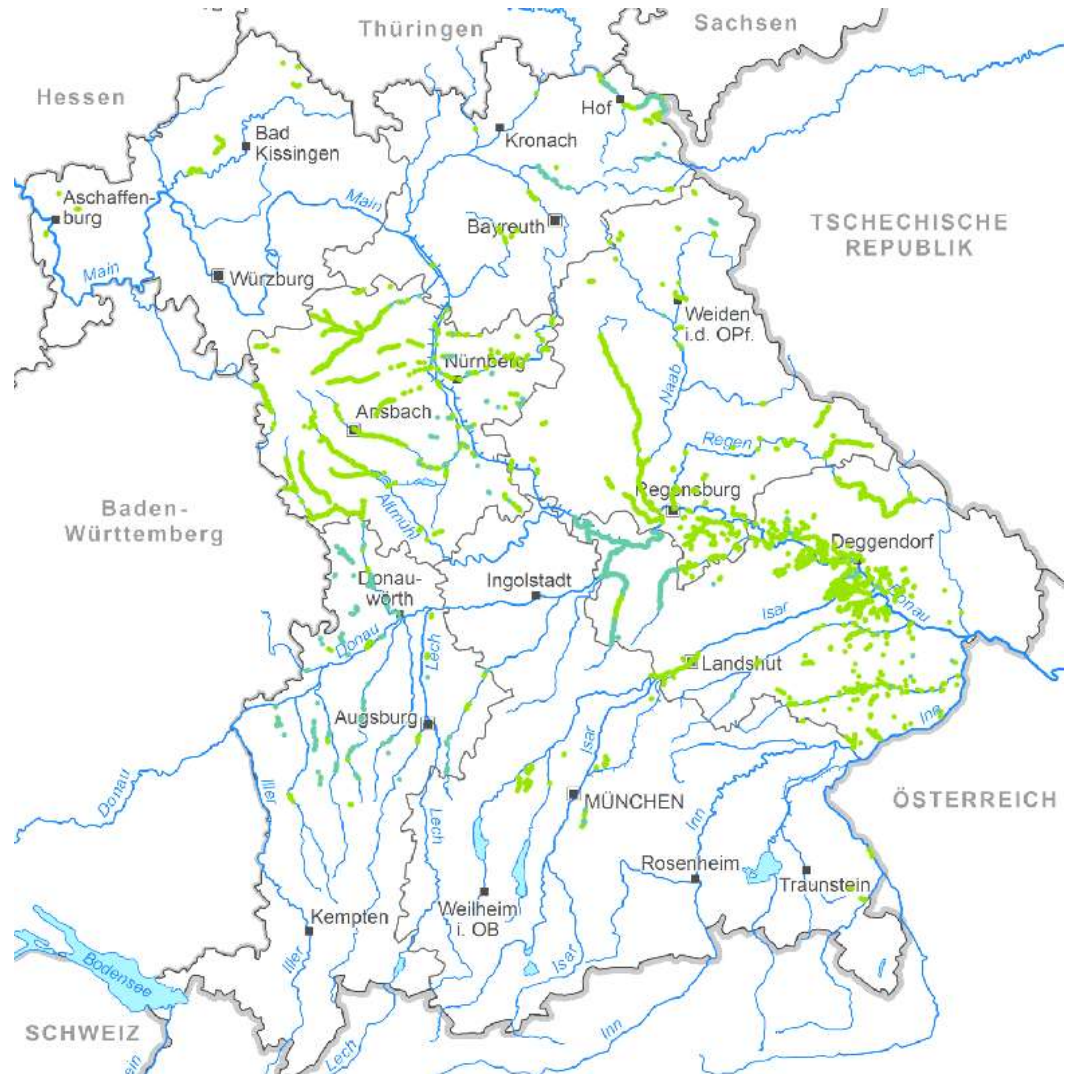 Sachsen
Thüringen
Hessen
Hof
Kronach
Bad
Kissingen
Aschaffen-
burg
Main
Bayreuth
TSCHECHISCHE
REPUBLIK
Main
Würzburg
Weiden
i.d. OPf.
Nürnberg
Naab
Ansbach
Regen
Baden-
Württemberg
Altmühl
Regensburg
Deggendorf
Donau-
wörth
Ingolstadt
Isar
Donau
Donau
Lech
Landshut
Augsburg
Inn
Isar
Donau
Iller
MÜNCHEN
ÖSTERREICH
Lech
Inn
Rosenheim
Traunstein
Kempten
Weilheim
i. OB
Iller
Isar
Bodensee
SCHWEIZ
Inn
Lech
ein